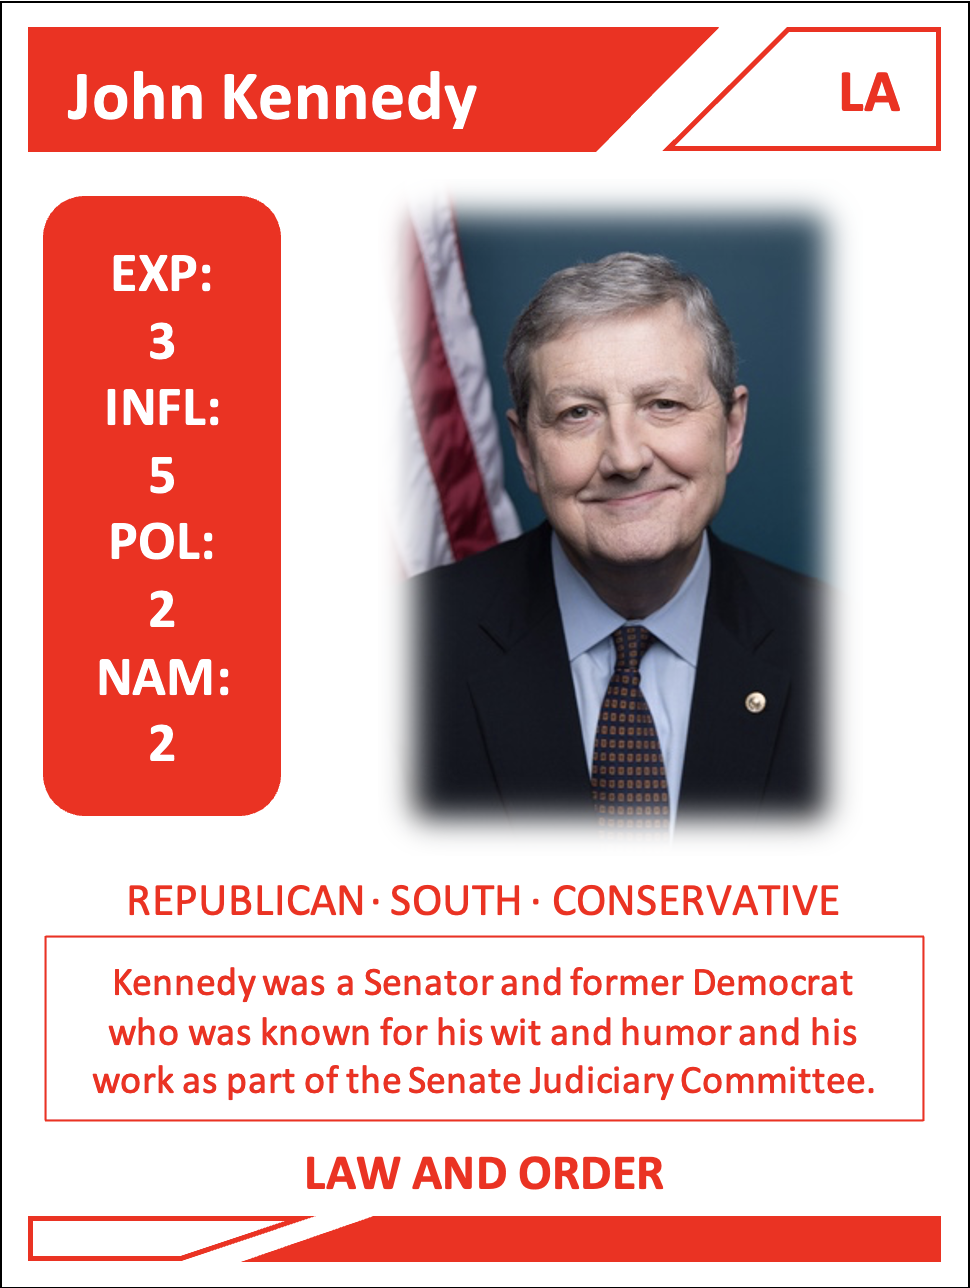 John Kennedy
LA
EXP:
3
INFL:
5
POL:
2
NAM:
2
REPUBLICAN · SOUTH · CONSERVATIVE
Kennedy was a Senator and former Democrat
who was known for his wit and humor and his
work as part of the Senate Judiciary Committee.
LAW AND ORDER